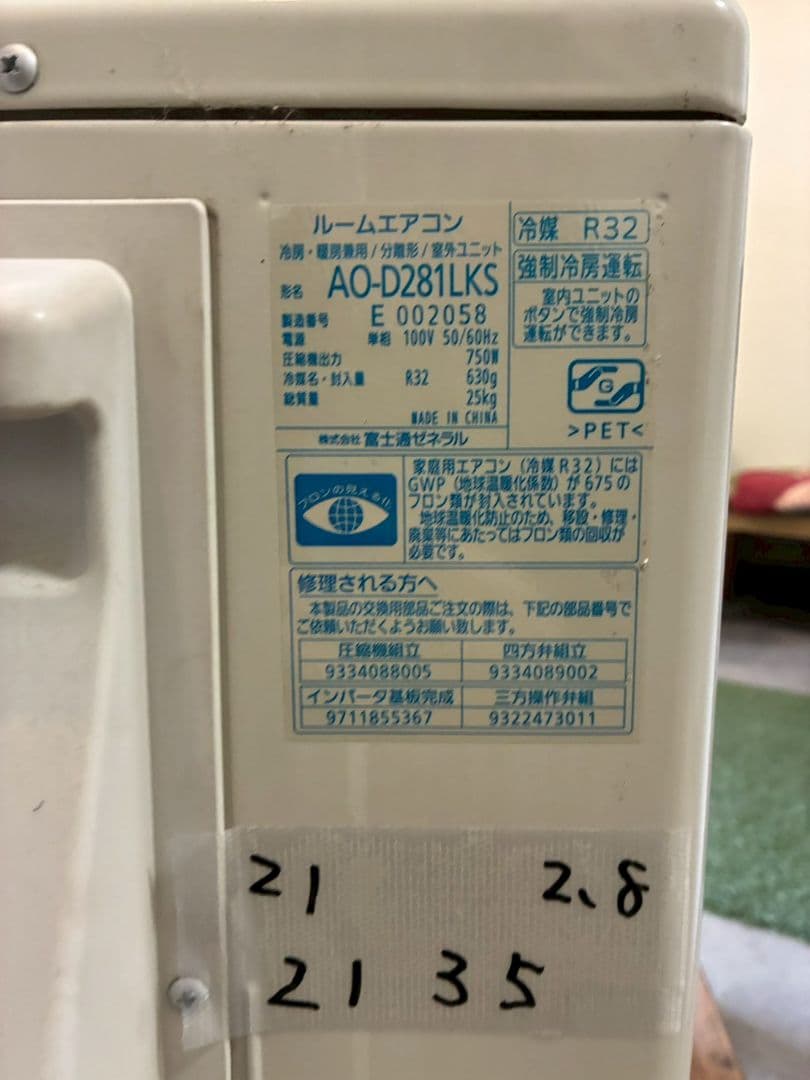 ルームエアコン
冷房・暖房兼用/分離形/室外ユニット
形名 AO-D281LKS
製造番号 E 002058
電源 単相 100V 50/60Hz
圧縮機出力 750W
冷媒名・封入量 R32 630g
総質量 25kg
MADE IN CHINA
株式会社 富士通ゼネラル
冷媒 R32
強制冷房運転
室内ユニットの
ボタンで強制冷房
運転ができます。
G
>PET<
フロンの見える化
家庭用エアコン(冷媒R32)には
GWP(地球温暖化係数)が675の
フロン類が封入されています。
地球温暖化防止のため、移設・修理・
廃棄等にあたってはフロン類の回収が
必要です。
修理される方へ
本製品の交換用部品ご注文の際は、下記の部品番号で
ご依頼いただくようお願い致します。
圧縮機組立 四方弁組立
9334088005 9334089002
インバータ基板完成 三方操作弁組
9711855367 9322473011
21 2.8
21 35